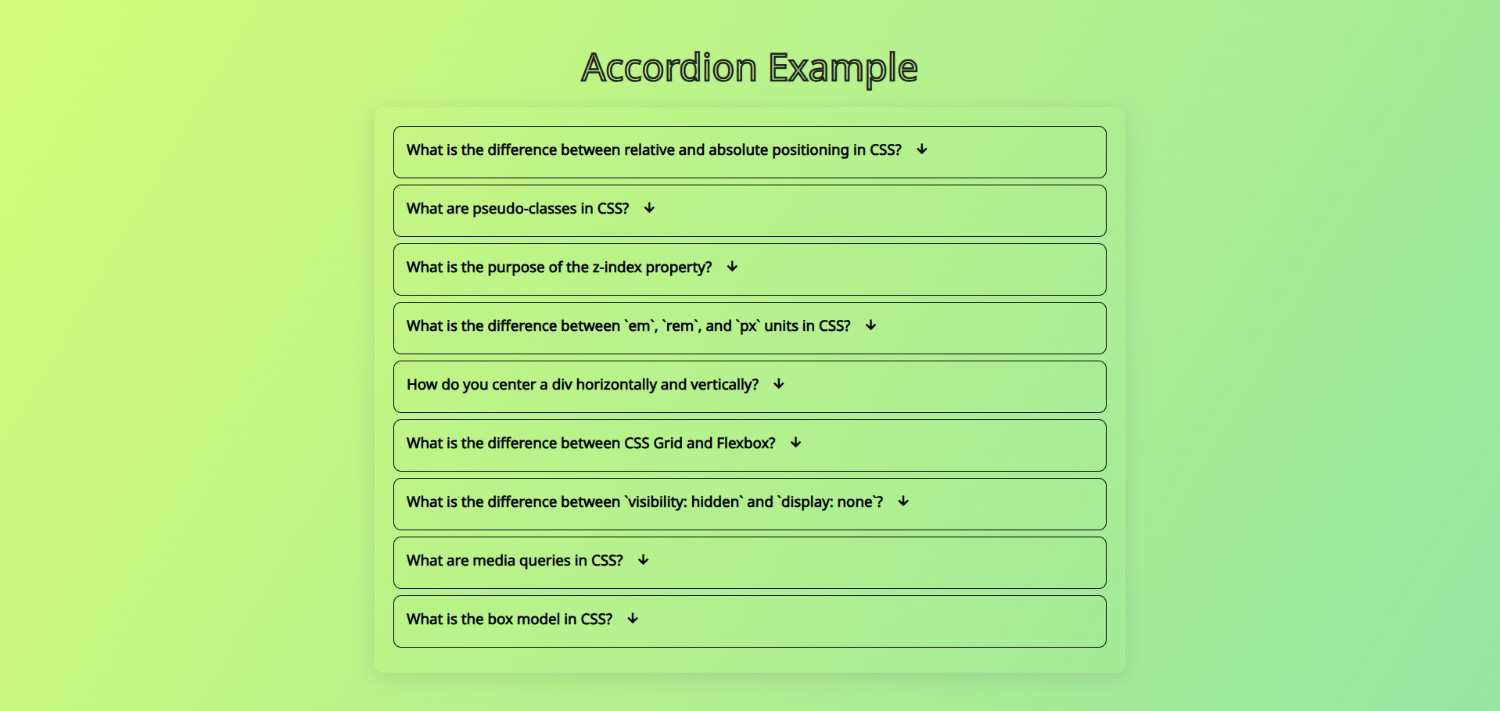 Accordion Example
What is the difference between relative and absolute positioning in CSS? ↓
What are pseudo-classes in CSS? ↓
What is the purpose of the z-index property? ↓
What is the difference between `em`, `rem`, and `px` units in CSS? ↓
How do you center a div horizontally and vertically? ↓
What is the difference between CSS Grid and Flexbox? ↓
What is the difference between `visibility: hidden` and `display: none`? ↓
What are media queries in CSS? ↓
What is the box model in CSS? ↓